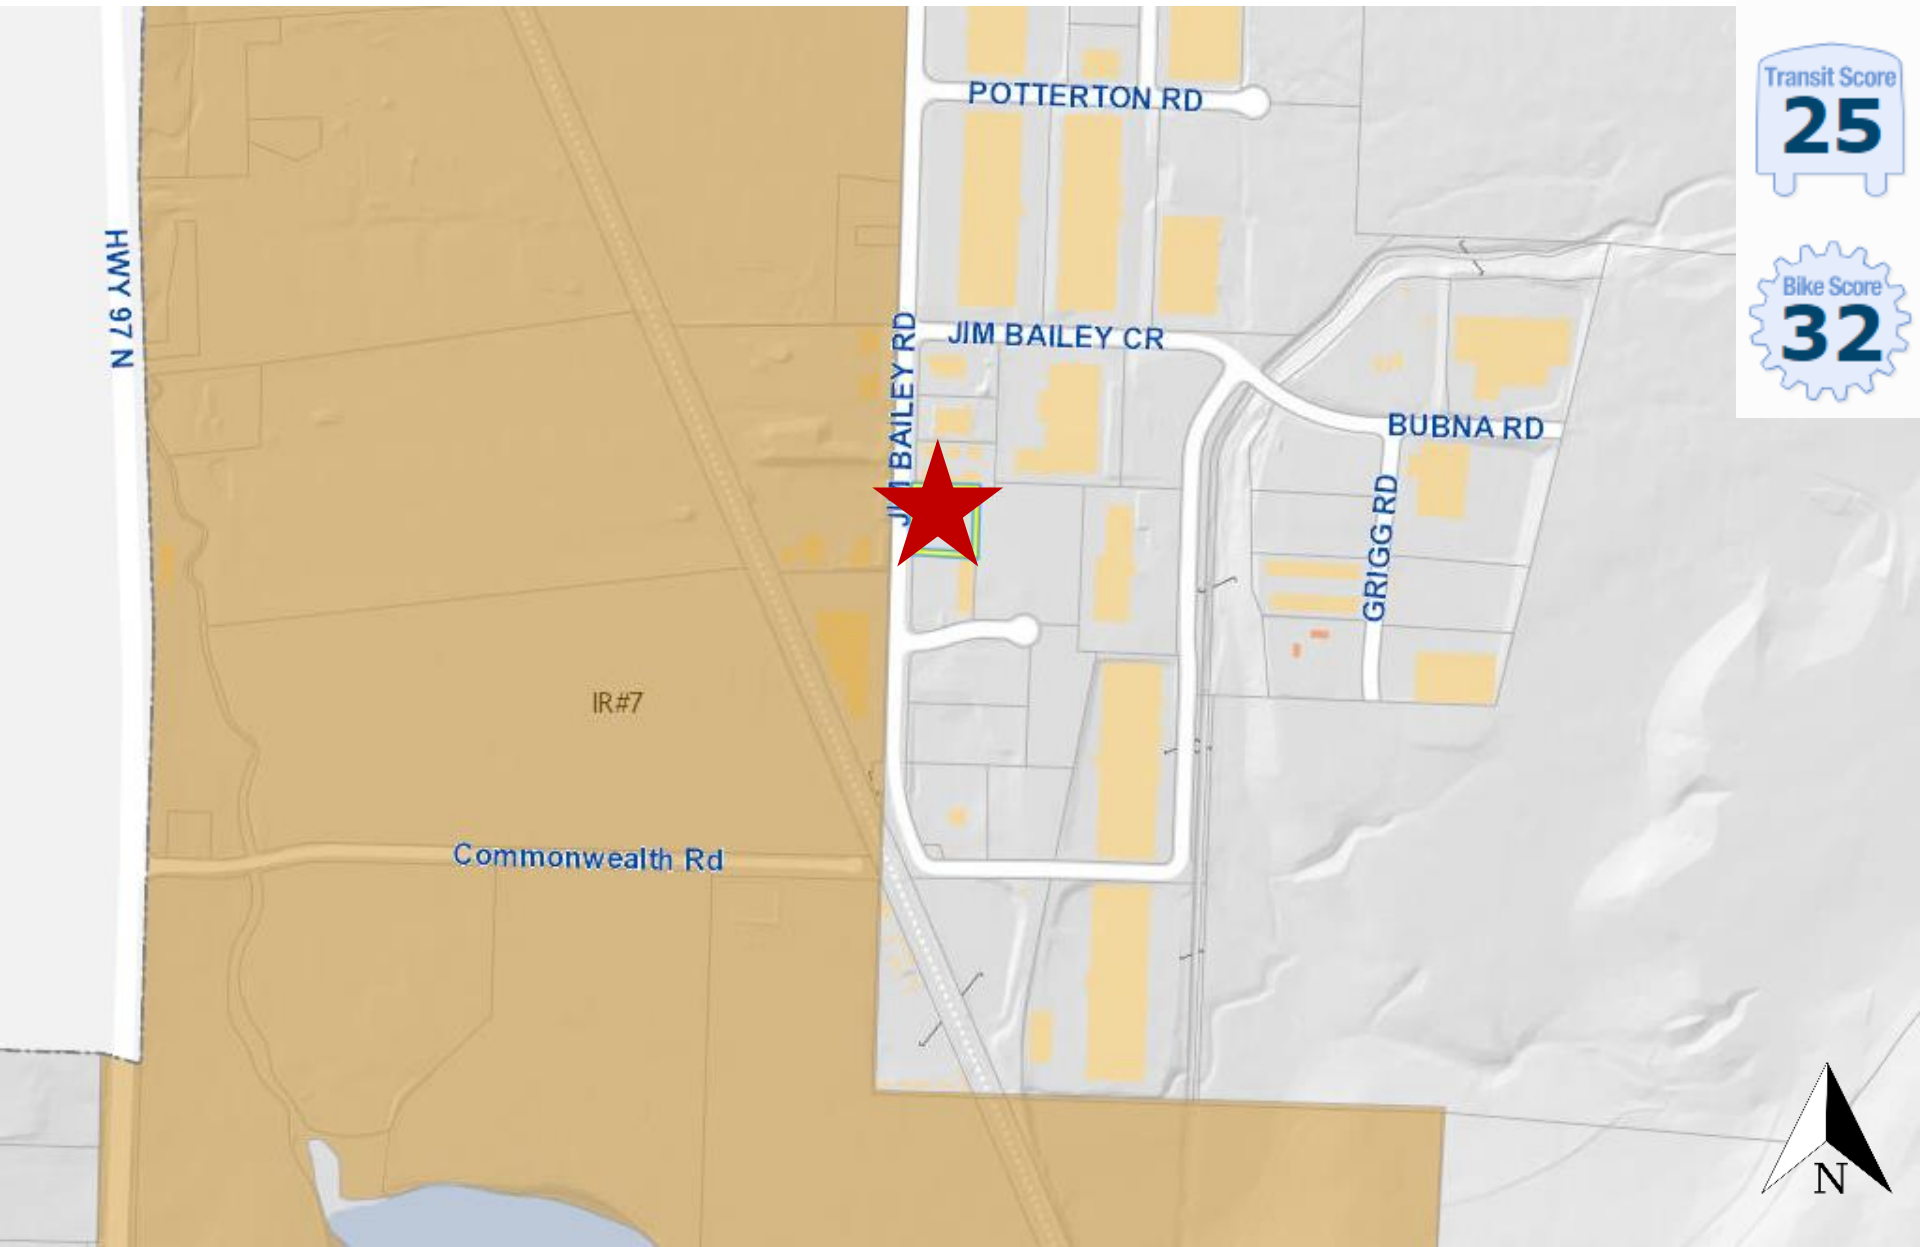 Transit Score
25
Bike Score
32
POTTERTON RD
HWY 97 N
JIM BAILEY RD
JIM BAILEY CR
BUBNA RD
GRIGG RD
IR#7
Commonwealth Rd
N